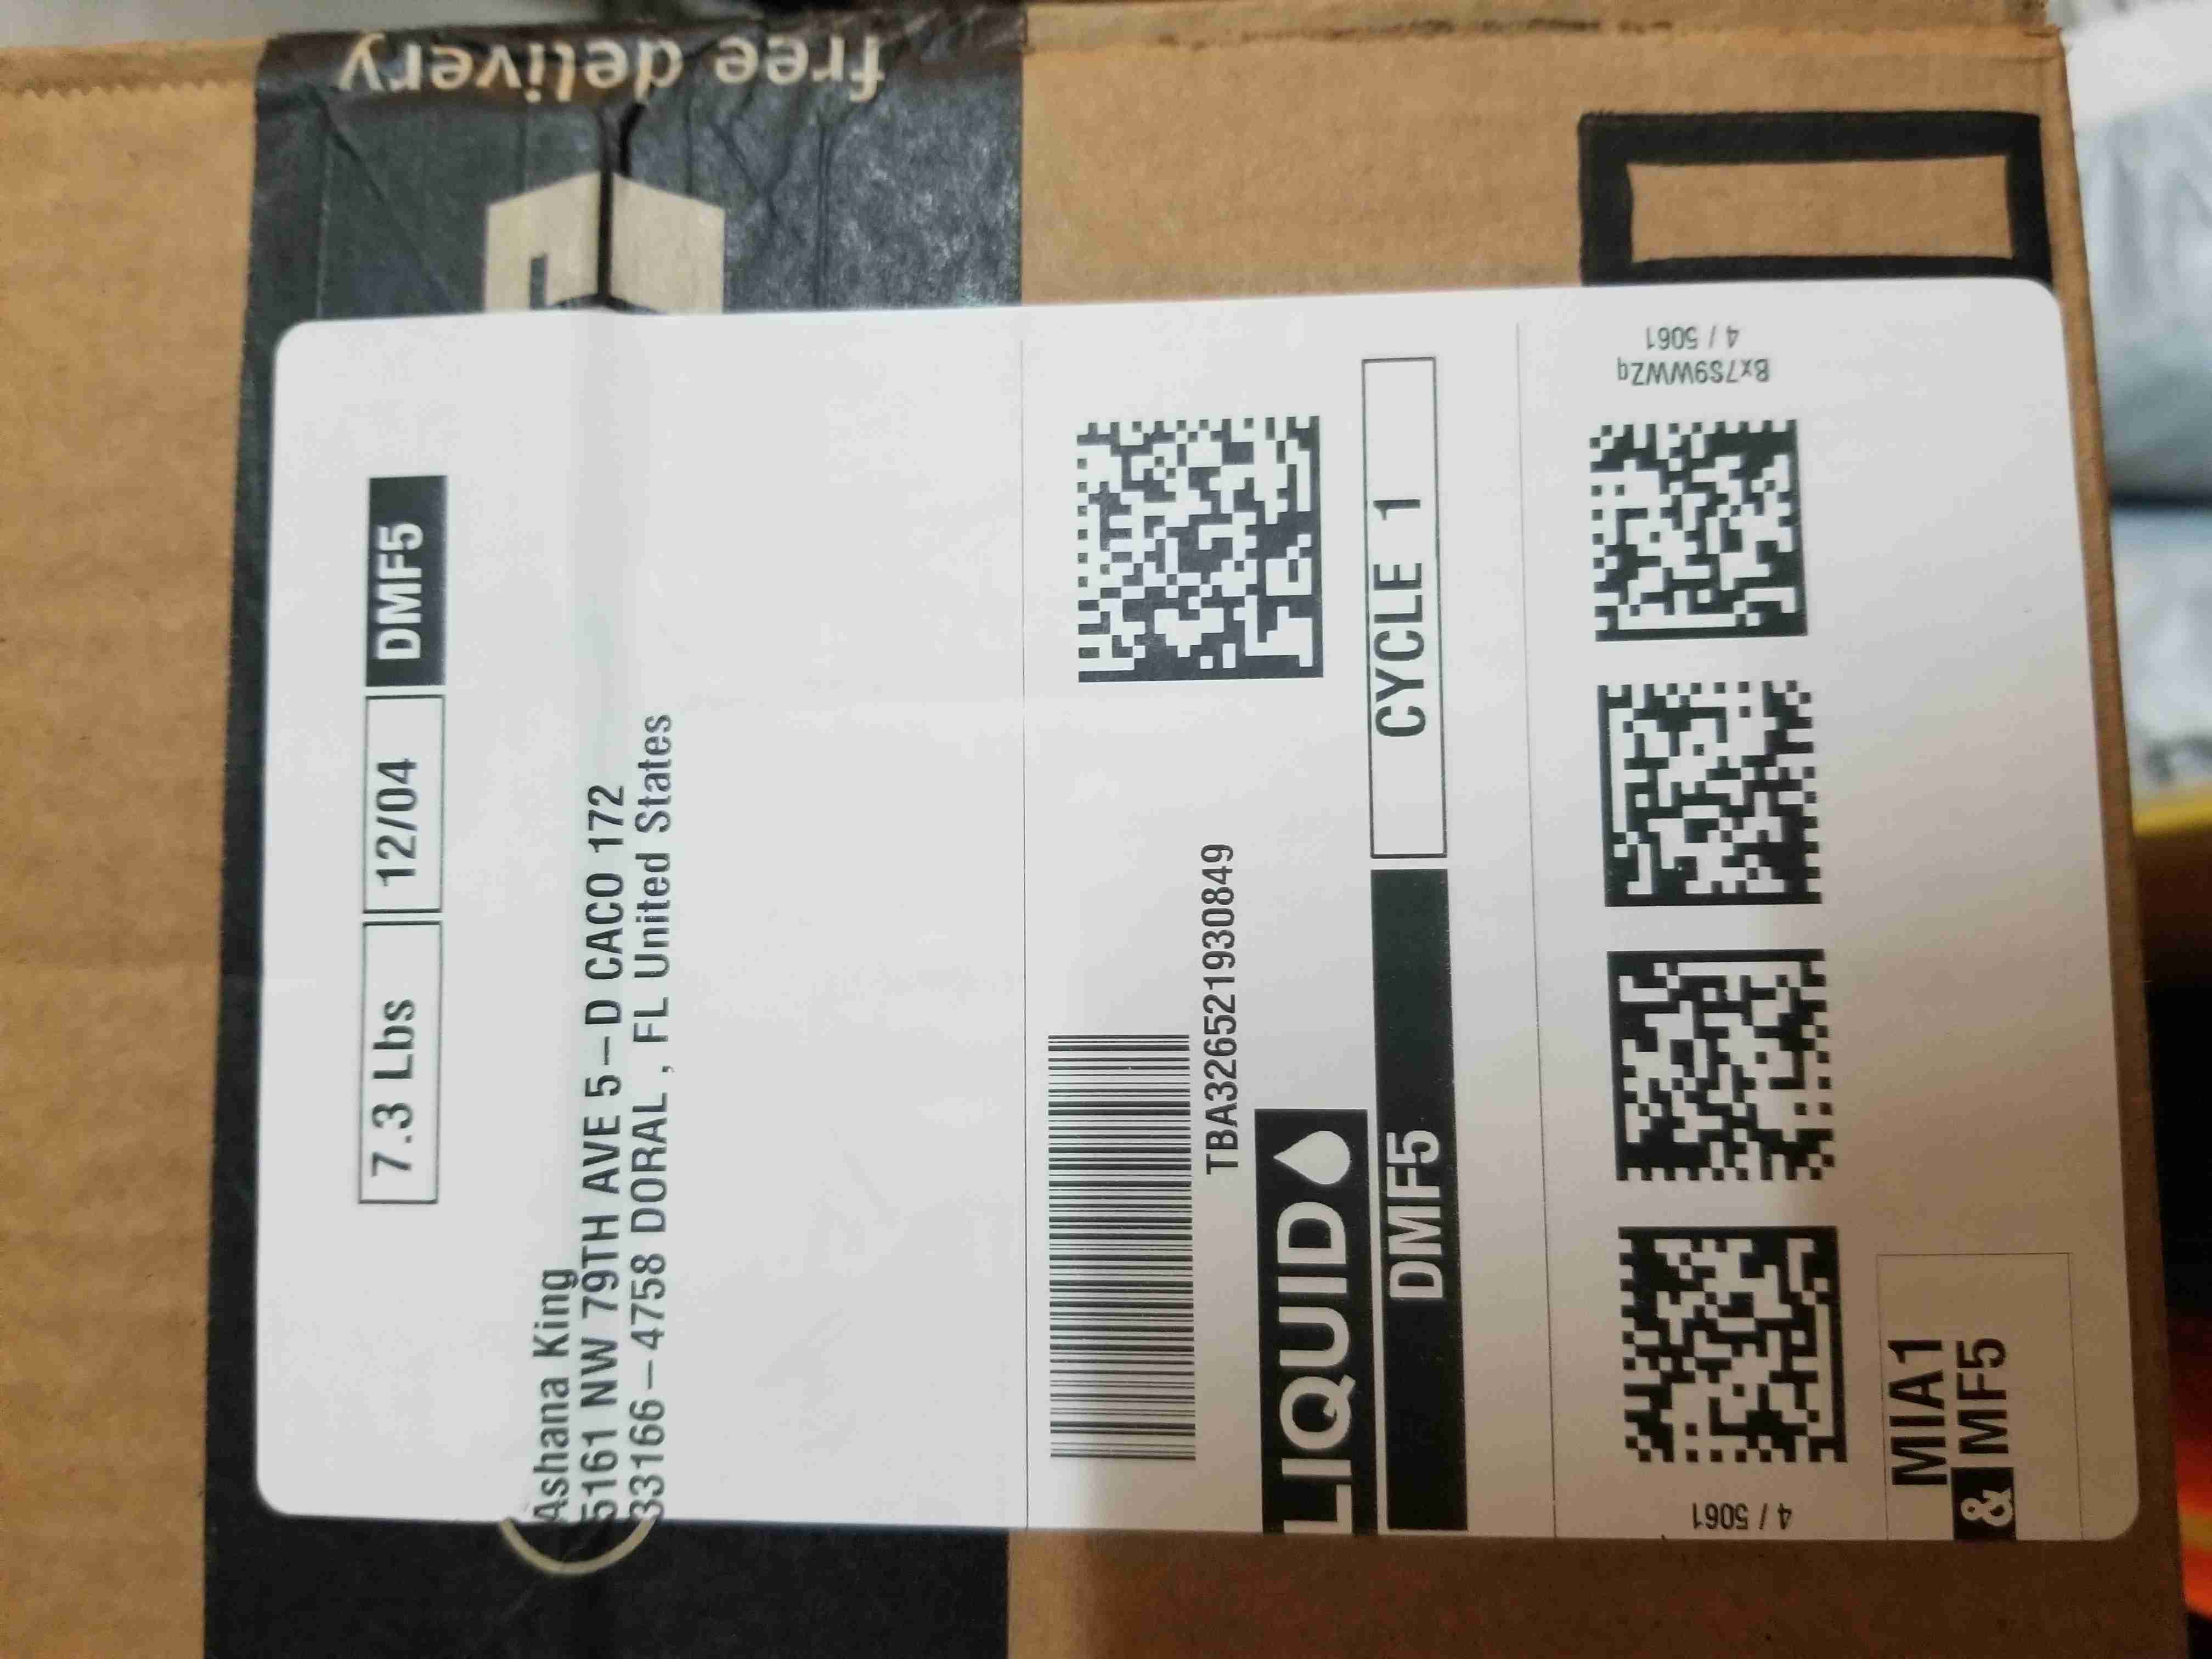 free delivery
7.3 Lbs
12/04
DMF5
Ashana King
5161 NW 79TH AVE 5-D CACO 172
33166-4758 DORAL , FL United States
TBA326521930849
LIQUID
DMF5
CYCLE 1
4 / 5061
Bx7S9WWZq
4 / 5061
MIA1
& MF5